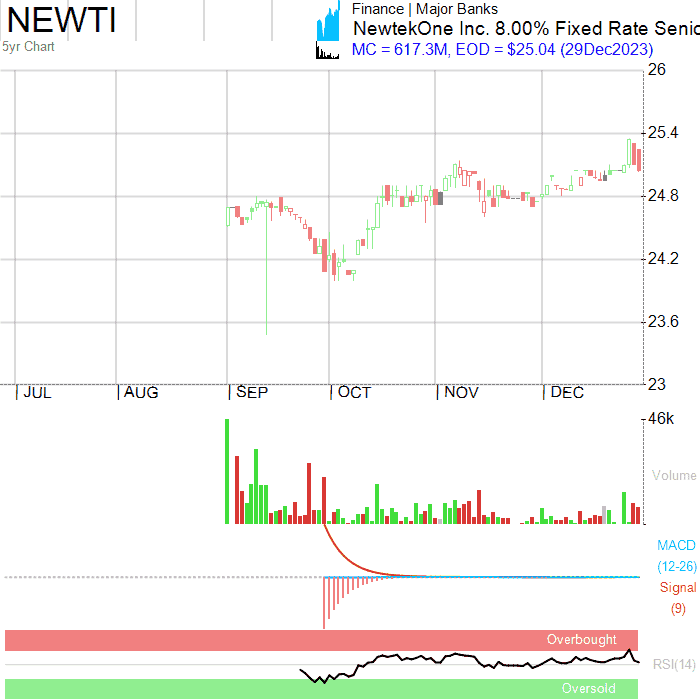 NEWTI
5yr Chart
Finance | Major Banks
NewtekOne Inc. 8.00% Fixed Rate Senio
MC = 617.3M, EOD = $25.04 (29Dec2023)
26
25.4
24.8
24.2
23.6
23
JUL AUG SEP OCT NOV DEC
46k
Volume
MACD
(12-26)
Signal
(9)
Overbought
RSI(14)
Oversold